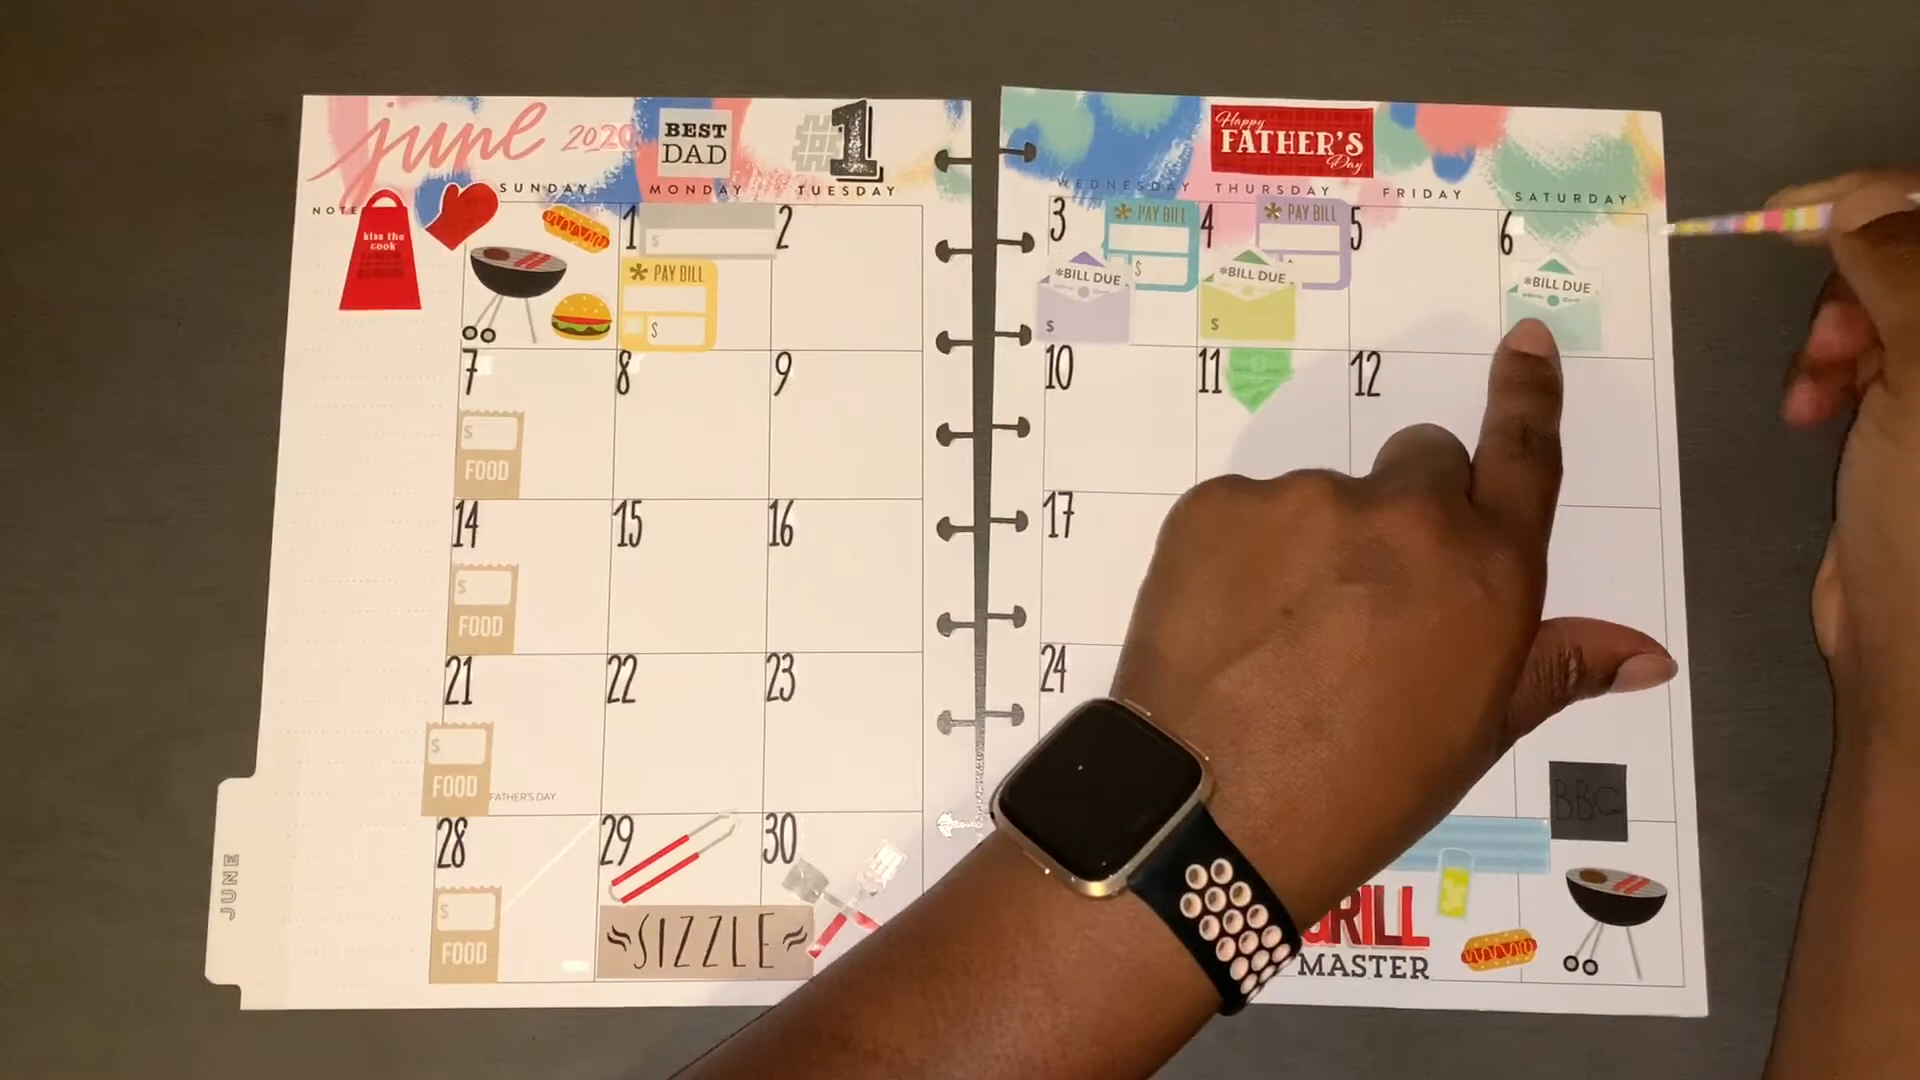 june 2020
BEST
DAD
#1
Happy
FATHER'S
Day
SUNDAY
MONDAY
TUESDAY
WEDNESDAY
THURSDAY
FRIDAY
SATURDAY
NOTE
kiss the
cook
1
$
* PAY BILL
$
2
3
* PAY BILL
$
*BILL DUE
$
4
* PAY BILL
*BILL DUE
$
5
6
*BILL DUE
7
$
FOOD
8
9
10
11
12
14
$
FOOD
15
16
17
21
$
FOOD
FATHER'S DAY
22
23
24
28
$
FOOD
29
SIZZLE
30
GRILL
MASTER
JUNE